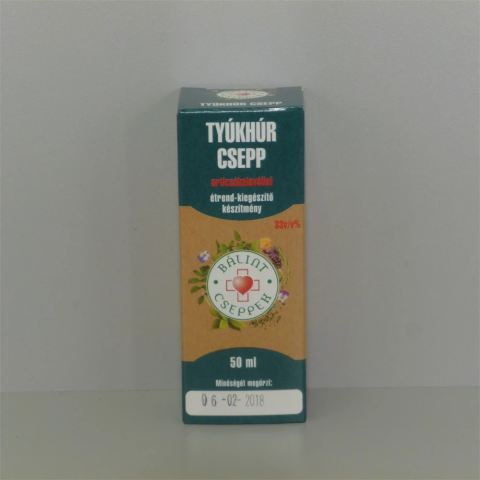 TYÚKHÚR CSEPP
TYÚKHÚR
CSEPP
étrend-kiegészítő
készítmény
BÁLINT
CSEPPEK
50 ml
Minőségét megőrzi:
06-02-2018